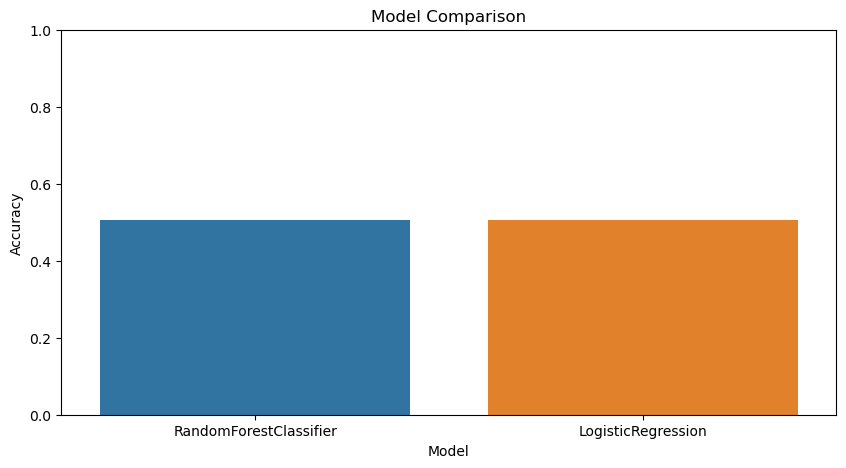 Model Comparison
1.0
0.8
0.6
0.4
0.2
0.0
Accuracy
RandomForestClassifier
LogisticRegression
Model